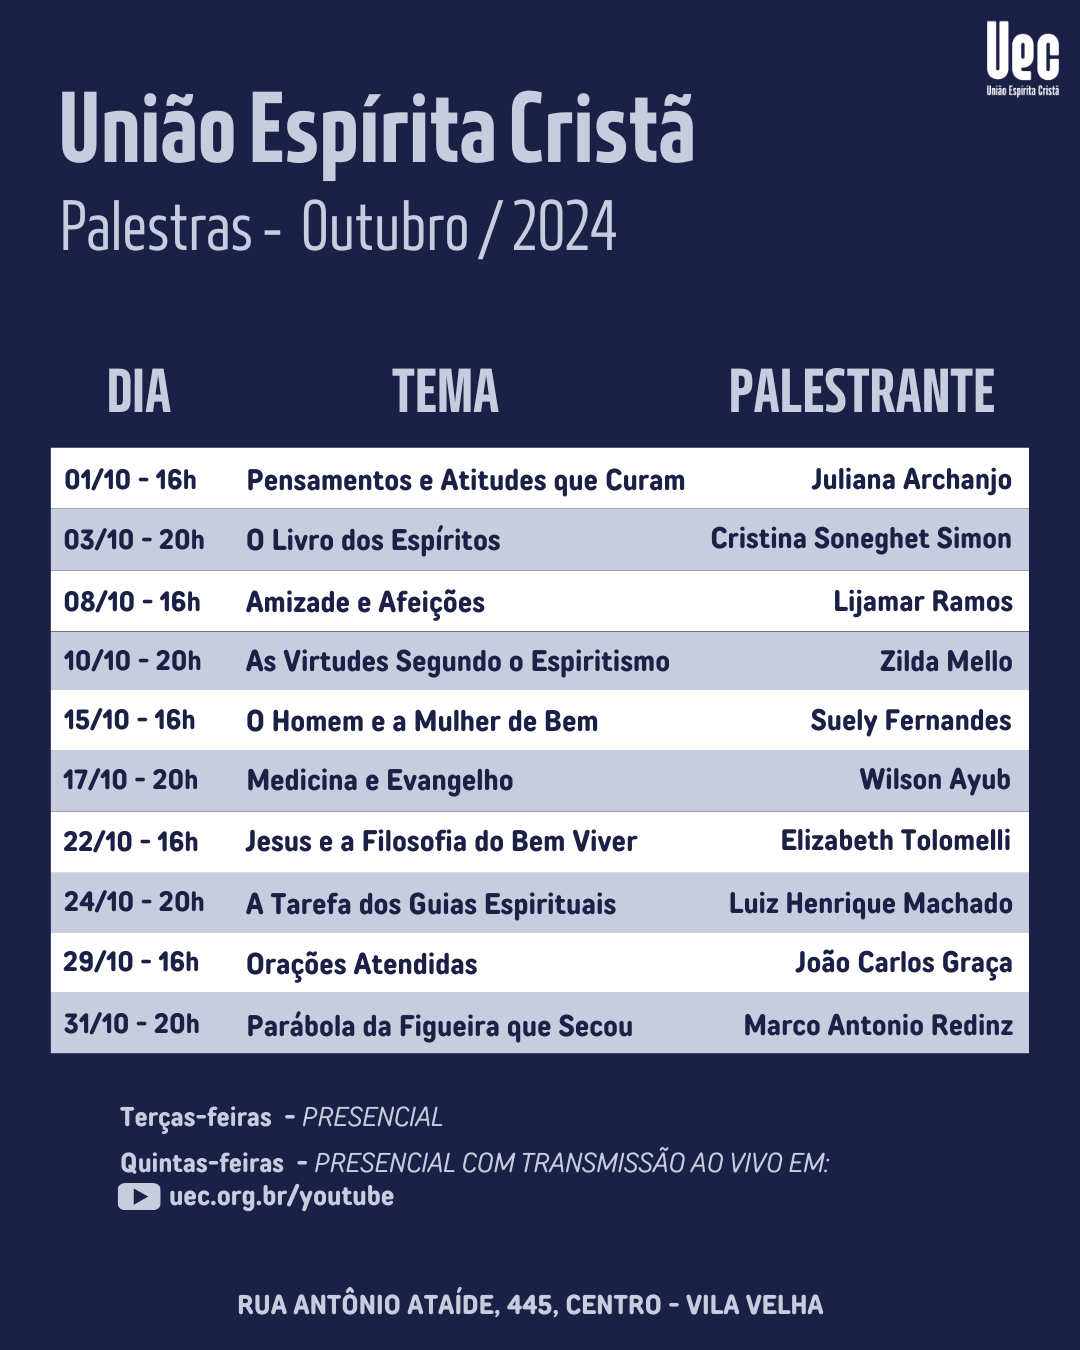 Uec
União Espírita Cristã
União Espírita Cristã
Palestras - Outubro / 2024
DIA TEMA PALESTRANTE
01/10 - 16h Pensamentos e Atitudes que Curam Juliana Archanjo
03/10 - 20h O Livro dos Espíritos Cristina Soneghet Simon
08/10 - 16h Amizade e Afeições Lijamar Ramos
10/10 - 20h As Virtudes Segundo o Espiritismo Zilda Mello
15/10 - 16h O Homem e a Mulher de Bem Suely Fernandes
17/10 - 20h Medicina e Evangelho Wilson Ayub
22/10 - 16h Jesus e a Filosofia do Bem Viver Elizabeth Tolomelli
24/10 - 20h A Tarefa dos Guias Espirituais Luiz Henrique Machado
29/10 - 16h Orações Atendidas João Carlos Graça
31/10 - 20h Parábola da Figueira que Secou Marco Antonio Redinz
Terças-feiras - PRESENCIAL
Quintas-feiras - PRESENCIAL COM TRANSMISSÃO AO VIVO EM:
uec.org.br/youtube
RUA ANTÔNIO ATAÍDE, 445, CENTRO - VILA VELHA